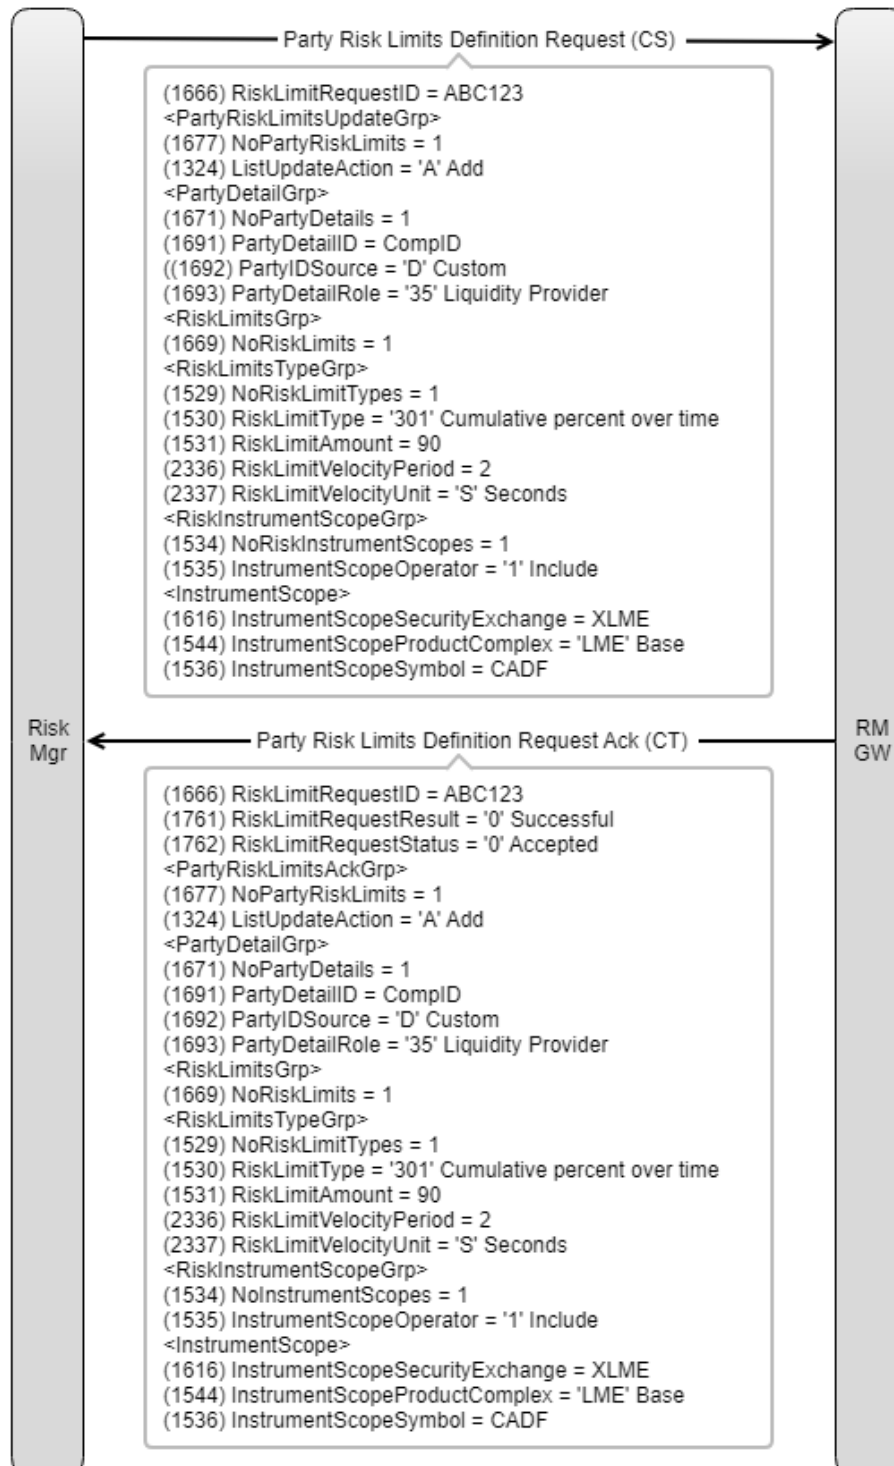 Party Risk Limits Definition Request (CS)
(1666) RiskLimitRequestID = ABC123
<PartyRiskLimitsUpdateGrp>
(1677) NoPartyRiskLimits = 1
(1324) ListUpdateAction = 'A' Add
<PartyDetailGrp>
(1671) NoPartyDetails = 1
(1691) PartyDetailID = CompID
((1692) PartyIDSource = 'D' Custom
(1693) PartyDetailRole = '35' Liquidity Provider
<RiskLimitsGrp>
(1669) NoRiskLimits = 1
<RiskLimitsTypeGrp>
(1529) NoRiskLimitTypes = 1
(1530) RiskLimitType = '301' Cumulative percent over time
(1531) RiskLimitAmount = 90
(2336) RiskLimitVelocityPeriod = 2
(2337) RiskLimitVelocityUnit = 'S' Seconds
<RiskInstrumentScopeGrp>
(1534) NoRiskInstrumentScopes = 1
(1535) InstrumentScopeOperator = '1' Include
<InstrumentScope>
(1616) InstrumentScopeSecurityExchange = XLME
(1544) InstrumentScopeProductComplex = 'LME' Base
(1536) InstrumentScopeSymbol = CADF
Risk
Mgr
Party Risk Limits Definition Request Ack (CT)
RM
GW
(1666) RiskLimitRequestID = ABC123
(1761) RiskLimitRequestResult = '0' Successful
(1762) RiskLimitRequestStatus = '0' Accepted
<PartyRiskLimitsAckGrp>
(1677) NoPartyRiskLimits = 1
(1324) ListUpdateAction = 'A' Add
<PartyDetailGrp>
(1671) NoPartyDetails = 1
(1691) PartyDetailID = CompID
(1692) PartyIDSource = 'D' Custom
(1693) PartyDetailRole = '35' Liquidity Provider
<RiskLimitsGrp>
(1669) NoRiskLimits = 1
<RiskLimitsTypeGrp>
(1529) NoRiskLimitTypes = 1
(1530) RiskLimitType = '301' Cumulative percent over time
(1531) RiskLimitAmount = 90
(2336) RiskLimitVelocityPeriod = 2
(2337) RiskLimitVelocityUnit = 'S' Seconds
<RiskInstrumentScopeGrp>
(1534) NoInstrumentScopes = 1
(1535) InstrumentScopeOperator = '1' Include
<InstrumentScope>
(1616) InstrumentScopeSecurityExchange = XLME
(1544) InstrumentScopeProductComplex = 'LME' Base
(1536) InstrumentScopeSymbol = CADF